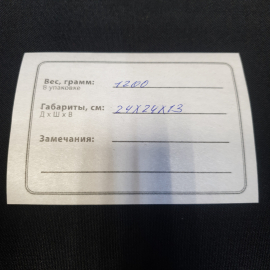 Вес, грамм: 1200
В упаковке
Габариты, см: 24X24X13
Д х Ш х В
Замечания: